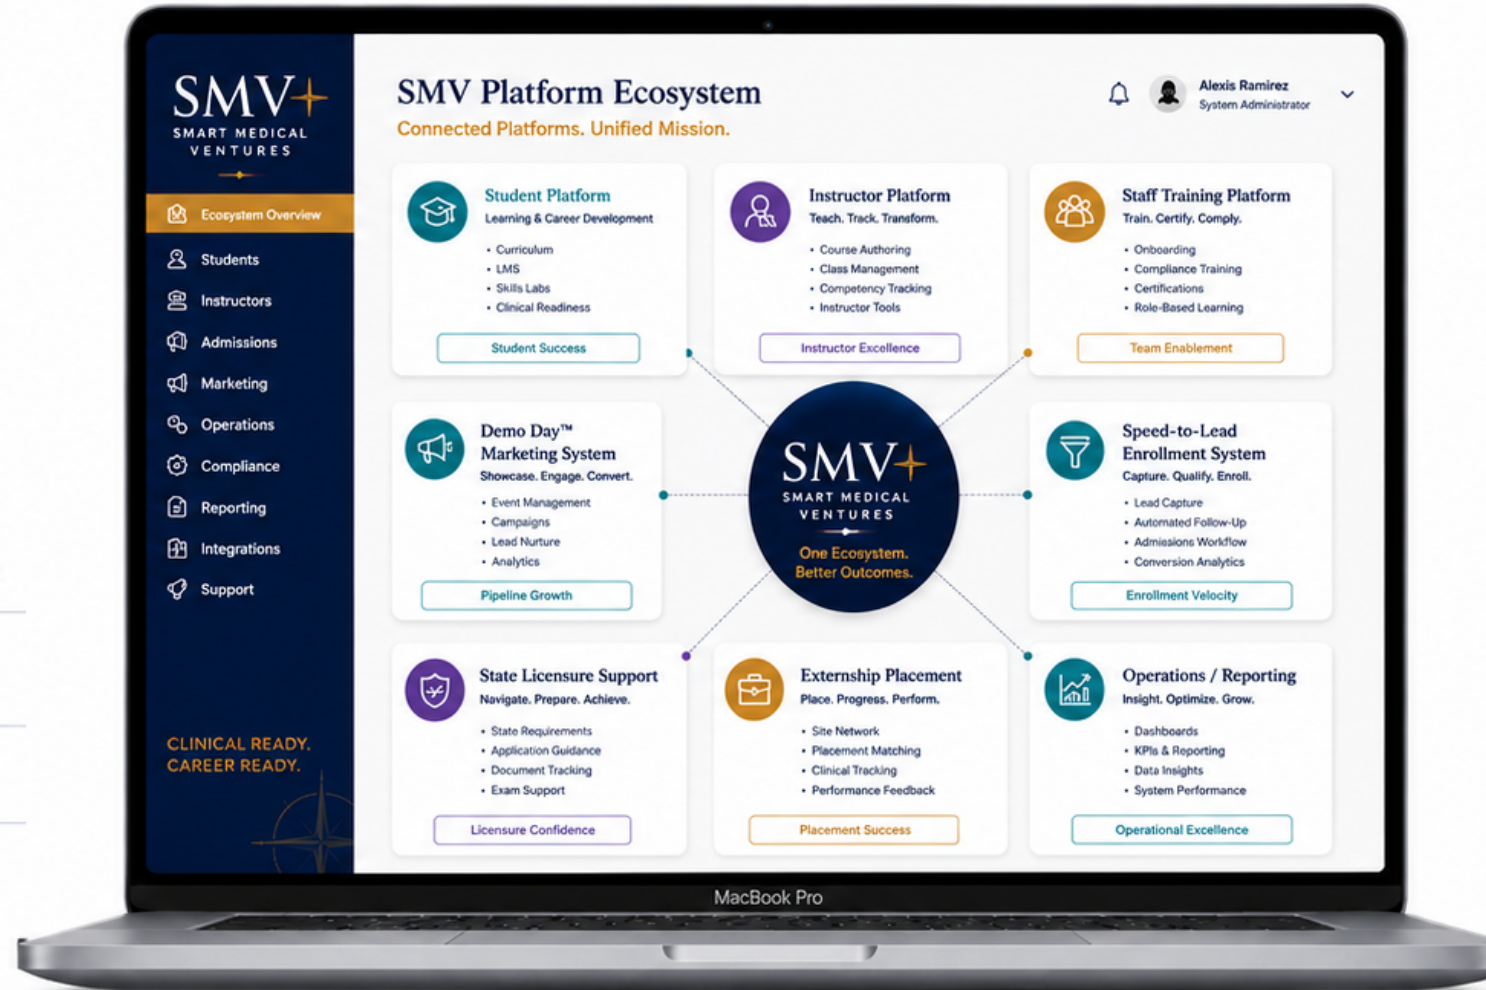 SMV
SMART MEDICAL
VENTURES
Ecosystem Overview
Students
Instructors
Admissions
Marketing
Operations
Compliance
Reporting
Integrations
Support
CLINICAL READY.
CAREER READY.
SMV Platform Ecosystem
Connected Platforms. Unified Mission.
Alexis Ramirez
System Administrator
Student Platform
Learning & Career Development
• Curriculum
• LMS
• Skills Labs
• Clinical Readiness
Student Success
Instructor Platform
Teach. Track. Transform.
• Course Authoring
• Class Management
• Competency Tracking
• Instructor Tools
Instructor Excellence
Staff Training Platform
Train. Certify. Comply.
• Onboarding
• Compliance Training
• Certifications
• Role-Based Learning
Team Enablement
Demo Day™
Marketing System
Showcase. Engage. Convert.
• Event Management
• Campaigns
• Lead Nurture
• Analytics
Pipeline Growth
SMV
SMART MEDICAL
VENTURES
One Ecosystem.
Better Outcomes.
Speed-to-Lead
Enrollment System
Capture. Qualify. Enroll.
• Lead Capture
• Automated Follow-Up
• Admissions Workflow
• Conversion Analytics
Enrollment Velocity
State Licensure Support
Navigate. Prepare. Achieve.
• State Requirements
• Application Guidance
• Document Tracking
• Exam Support
Licensure Confidence
Externship Placement
Place. Progress. Perform.
• Site Network
• Placement Matching
• Clinical Tracking
• Performance Feedback
Placement Success
Operations / Reporting
Insight. Optimize. Grow.
• Dashboards
• KPIs & Reporting
• Data Insights
• System Performance
Operational Excellence
MacBook Pro